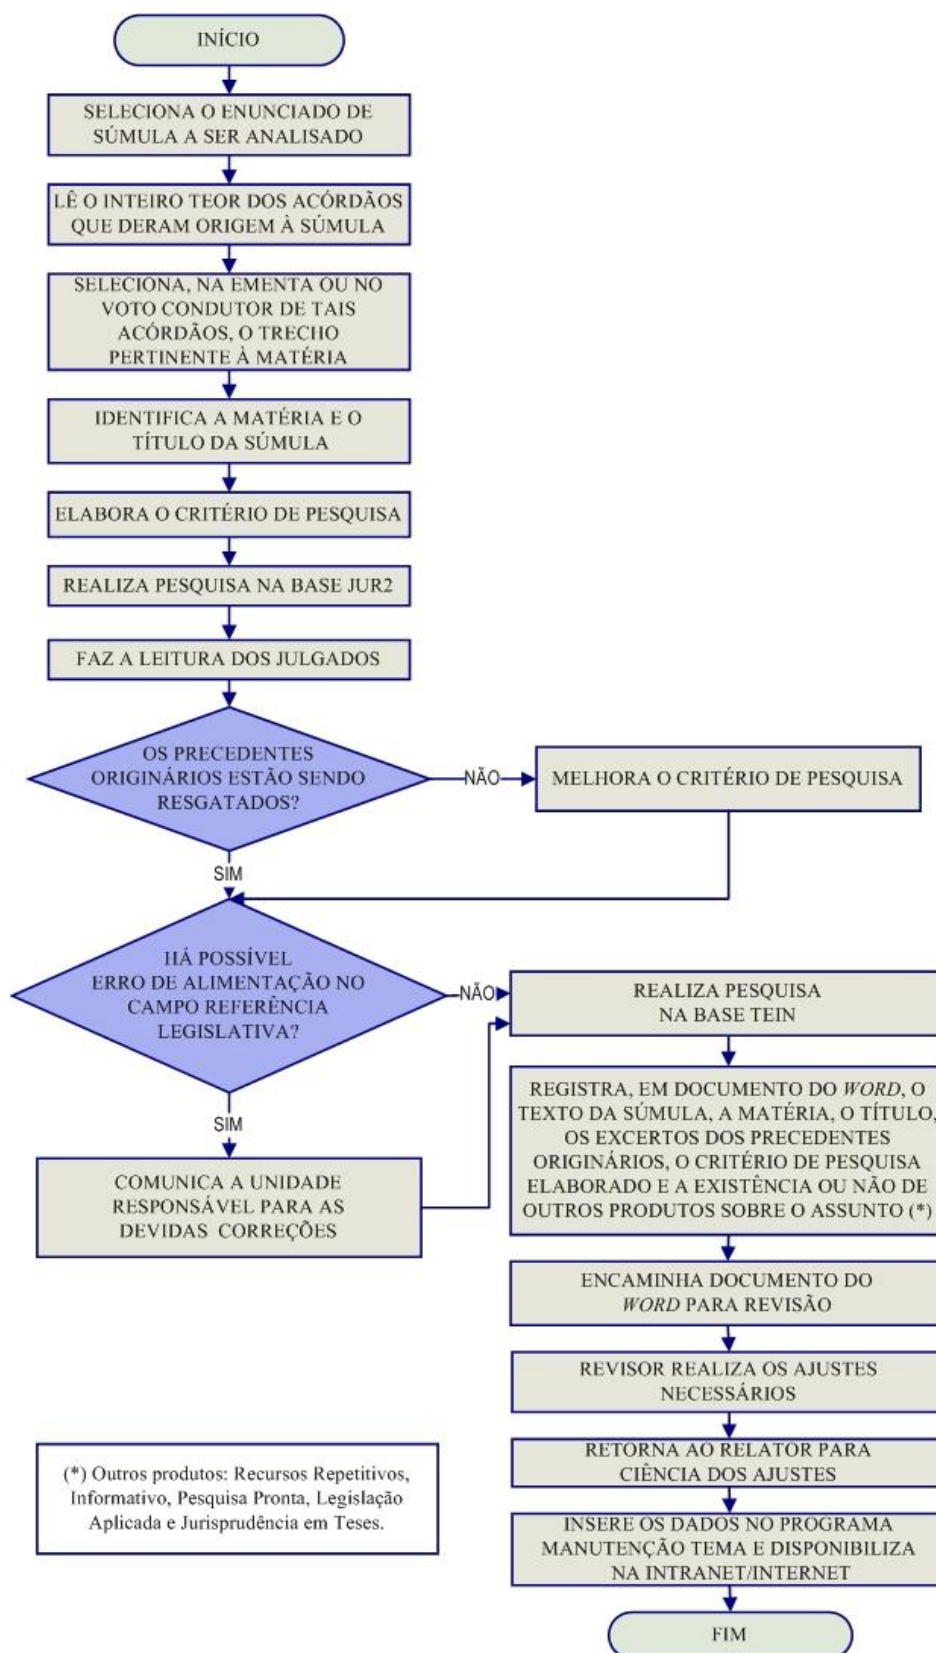 INÍCIO
SELECIONA O ENUNCIADO DE
SÚMULA A SER ANALISADO
LÊ O INTEIRO TEOR DOS ACÓRDÃOS
QUE DERAM ORIGEM À SÚMULA
SELECIONA, NA EMENTA OU NO
VOTO CONDUTOR DE TAIS
ACÓRDÃOS, O TRECHO
PERTINENTE À MATÉRIA
IDENTIFICA A MATÉRIA E O
TÍTULO DA SÚMULA
ELABORA O CRITÉRIO DE PESQUISA
REALIZA PESQUISA NA BASE JUR2
FAZ A LEITURA DOS JULGADOS
OS PRECEDENTES
ORIGINÁRIOS ESTÃO SENDO
RESGATADOS?
NÃO
MELHORA O CRITÉRIO DE PESQUISA
SIM
HÁ POSSÍVEL
ERRO DE ALIMENTAÇÃO NO
CAMPO REFERÊNCIA
LEGISLATIVA?
NÃO
REALIZA PESQUISA
NA BASE TEIN
SIM
COMUNICA A UNIDADE
RESPONSÁVEL PARA AS
DEVIDAS CORREÇÕES
REGISTRA, EM DOCUMENTO DO WORD, O
TEXTO DA SÚMULA, A MATÉRIA, O TÍTULO,
OS EXCERTOS DOS PRECEDENTES
ORIGINÁRIOS, O CRITÉRIO DE PESQUISA
ELABORADO E A EXISTÊNCIA OU NÃO DE
OUTROS PRODUTOS SOBRE O ASSUNTO (*)
ENCAMINHA DOCUMENTO DO
WORD PARA REVISÃO
REVISOR REALIZA OS AJUSTES
NECESSÁRIOS
RETORNA AO RELATOR PARA
CIÊNCIA DOS AJUSTES
INSERE OS DADOS NO PROGRAMA
MANUTENÇÃO TEMA E DISPONIBILIZA
NA INTRANET/INTERNET
FIM
(*) Outros produtos: Recursos Repetitivos,
Informativo, Pesquisa Pronta, Legislação
Aplicada e Jurisprudência em Teses.